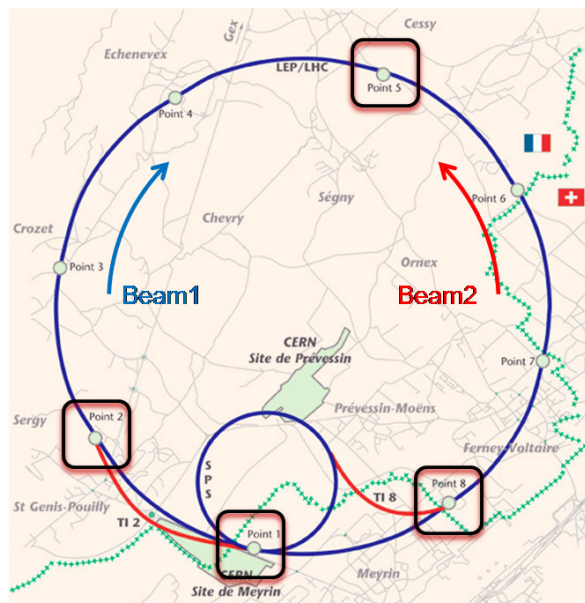 Cessy
Echenevex
Gex
LEP/LHC
Point 5
Point 4
Point 6
Ségny
Chevry
Crozet
Ornex
Point 3
Beam1
Beam2
CERN
Site de Prévessin
Point 7
Prévessin-Moëns
Sergy
Point 2
Ferney-Voltaire
SPS
Point 8
St Genis-Pouilly
TI 8
TI 2
Point 1
CERN
Site de Meyrin
Meyrin